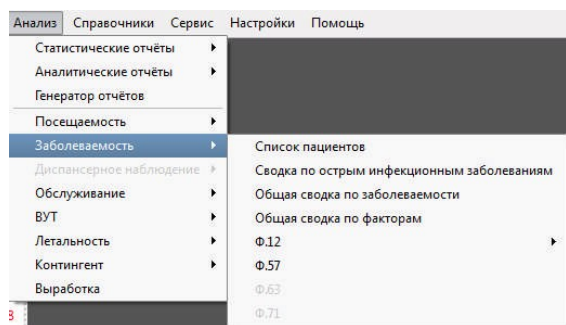 Анализ Справочники Сервис Настройки Помощь
Статистические отчёты
Аналитические отчёты
Генератор отчётов
Посещаемость
Заболеваемость
Диспансерное наблюдение
Обслуживание
ВУТ
Летальность
Контингент
Выработка
Список пациентов
Сводка по острым инфекционным заболеваниям
Общая сводка по заболеваемости
Общая сводка по факторам
Ф.12
Ф.57
Ф.63
Ф.71
8